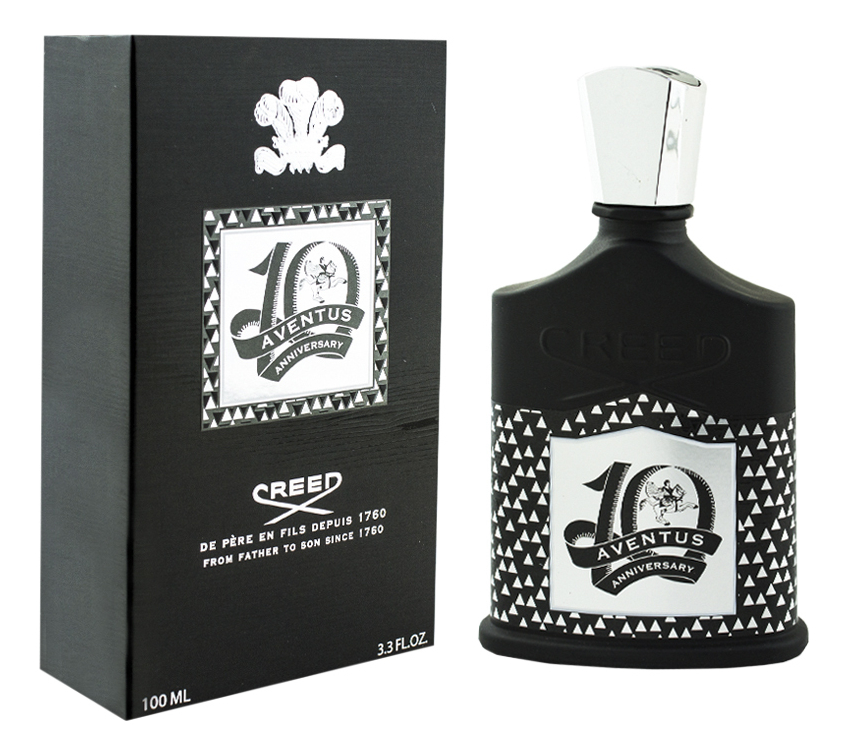 10
AVENTUS
ANNIVERSARY
CREED
DE PÈRE EN FILS DEPUIS 1760
FROM FATHER TO SON SINCE 1760
100 ML
3.3 FL.OZ.
CREED
10
AVENTUS
ANNIVERSARY